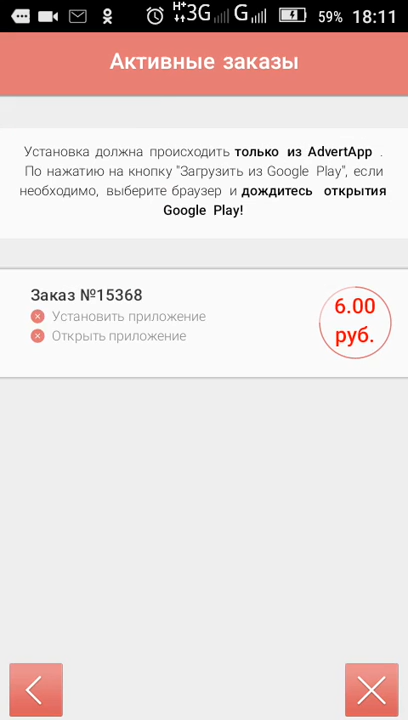 H+ 3G G 59% 18:11
Активные заказы
Установка должна происходить только из AdvertApp .
По нажатию на кнопку "Загрузить из Google Play", если
необходимо, выберите браузер и дождитесь открытия
Google Play!
Заказ №15368
Установить приложение
Открыть приложение
6.00
руб.